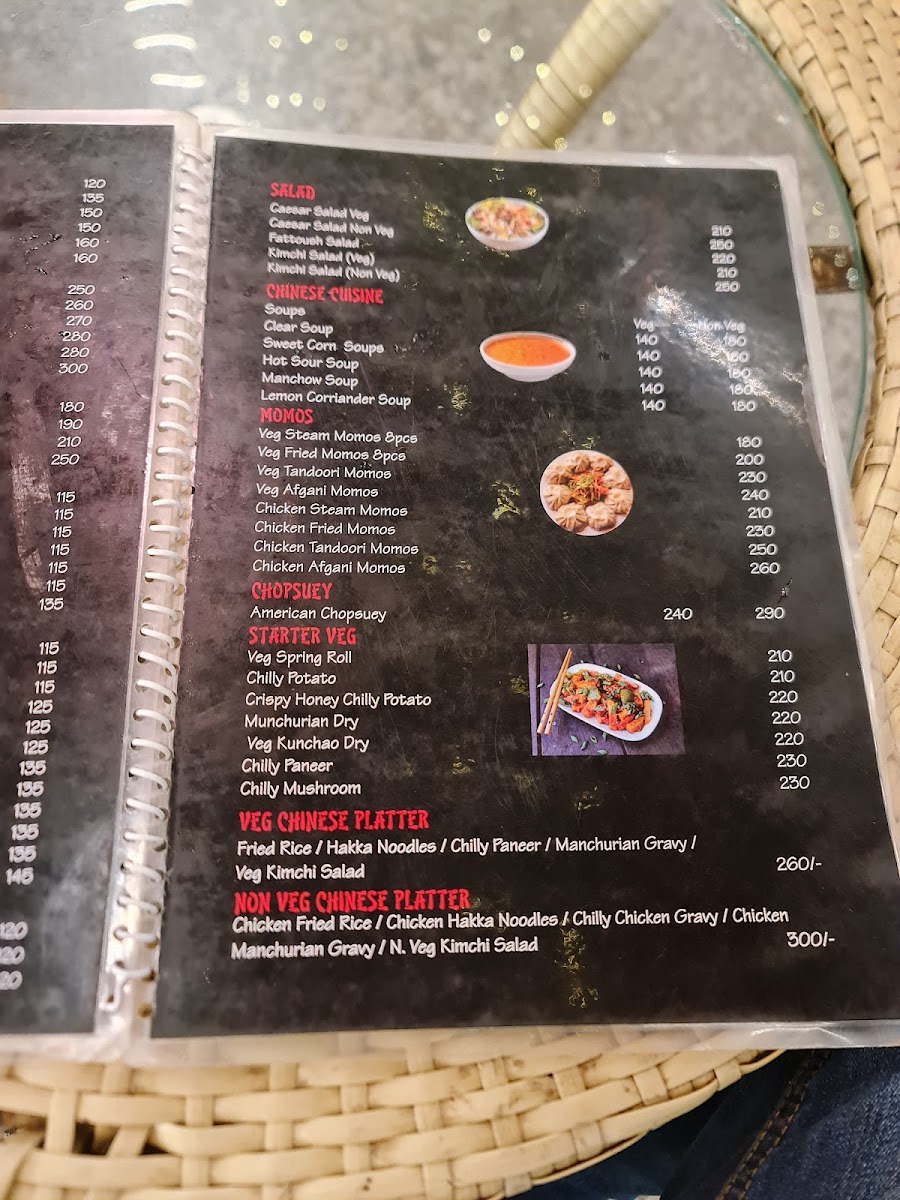 120
135
150
150
160
160
250
260
270
280
280
300
180
190
210
250
115
115
115
115
115
115
135
115
115
115
125
125
125
135
135
135
135
135
145
120
120
20
SALAD
Caesar Salad Veg 210
Caesar Salad Non Veg 250
Fattoush Salad 220
Kimchi Salad (Veg) 210
Kimchi Salad (Non Veg) 250
CHINESE CUISINE
Soups Veg Non Veg
Clear Soup 140 180
Sweet Corn Soups 140 180
Hot Sour Soup 140 180
Manchow Soup 140 180
Lemon Corriander Soup 140 180
MOMOS
Veg Steam Momos 8pcs 180
Veg Fried Momos 8pcs 200
Veg Tandoori Momos 230
Veg Afgani Momos 240
Chicken Steam Momos 210
Chicken Fried Momos 230
Chicken Tandoori Momos 250
Chicken Afgani Momos 260
CHOPSUEY
American Chopsuey 240 290
STARTER VEG
Veg Spring Roll 210
Chilly Potato 210
Crispy Honey Chilly Potato 220
Munchurian Dry 220
Veg Kunchao Dry 220
Chilly Paneer 230
Chilly Mushroom 230
VEG CHINESE PLATTER
Fried Rice / Hakka Noodles / Chilly Paneer / Manchurian Gravy /
Veg Kimchi Salad 260/-
NON VEG CHINESE PLATTER
Chicken Fried Rice / Chicken Hakka Noodles / Chilly Chicken Gravy / Chicken
Manchurian Gravy / N. Veg Kimchi Salad 300/-